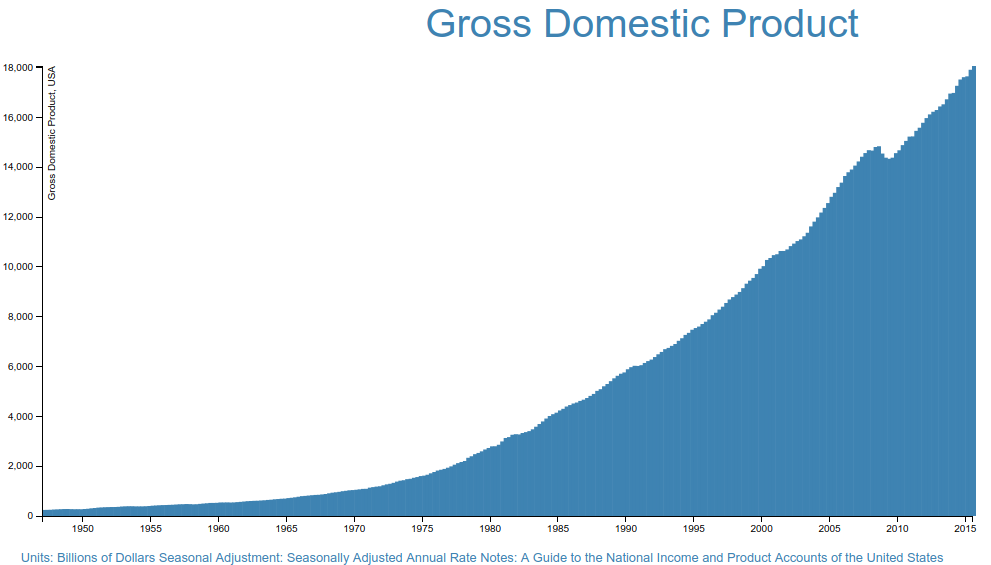 Gross Domestic Product
Gross Domestic Product, USA
18,000
16,000
14,000
12,000
10,000
8,000
6,000
4,000
2,000
0
1950 1955 1960 1965 1970 1975 1980 1985 1990 1995 2000 2005 2010 2015
Units: Billions of Dollars Seasonal Adjustment: Seasonally Adjusted Annual Rate Notes: A Guide to the National Income and Product Accounts of the United States